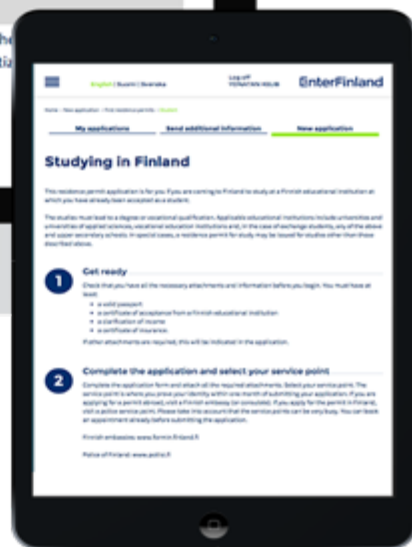 English | Suomi | Svenska
Log off
EnterFinland
Home > New application > First residence permits > Student
My applications
Send additional information
New application
Studying in Finland
This residence permit application is for you if you are coming to Finland to study at a Finnish educational institution at
which you have already been accepted as a student.
The studies must lead to a degree or vocational qualification. Applicable educational institutions include universities and
universities of applied sciences, vocational education institutions and, in the case of exchange students, any of the above
and upper secondary schools. In special cases, a residence permit for study may be issued for studies other than those
described above.
1
Get ready
Check that you have all the necessary attachments and information before you begin. You must have at
least:
• a valid passport
• a certificate of acceptance from a Finnish educational institution
• a clarification of income
• a certificate of insurance.
If other attachments are required, this will be indicated in the application.
2
Complete the application and select your service point
Complete the application form and attach all the required attachments. Select your service point. The
service point is where you prove your identity within one month of submitting your application. If you are
applying for a permit abroad, visit a Finnish embassy (or consulate). If you apply for the permit in Finland,
visit a police service point. Please take into account that the service points can be very busy. You can book
an appointment already before submitting the application.
Finnish embassies: www.formin.finland.fi
Police of Finland: www.poliisi.fi